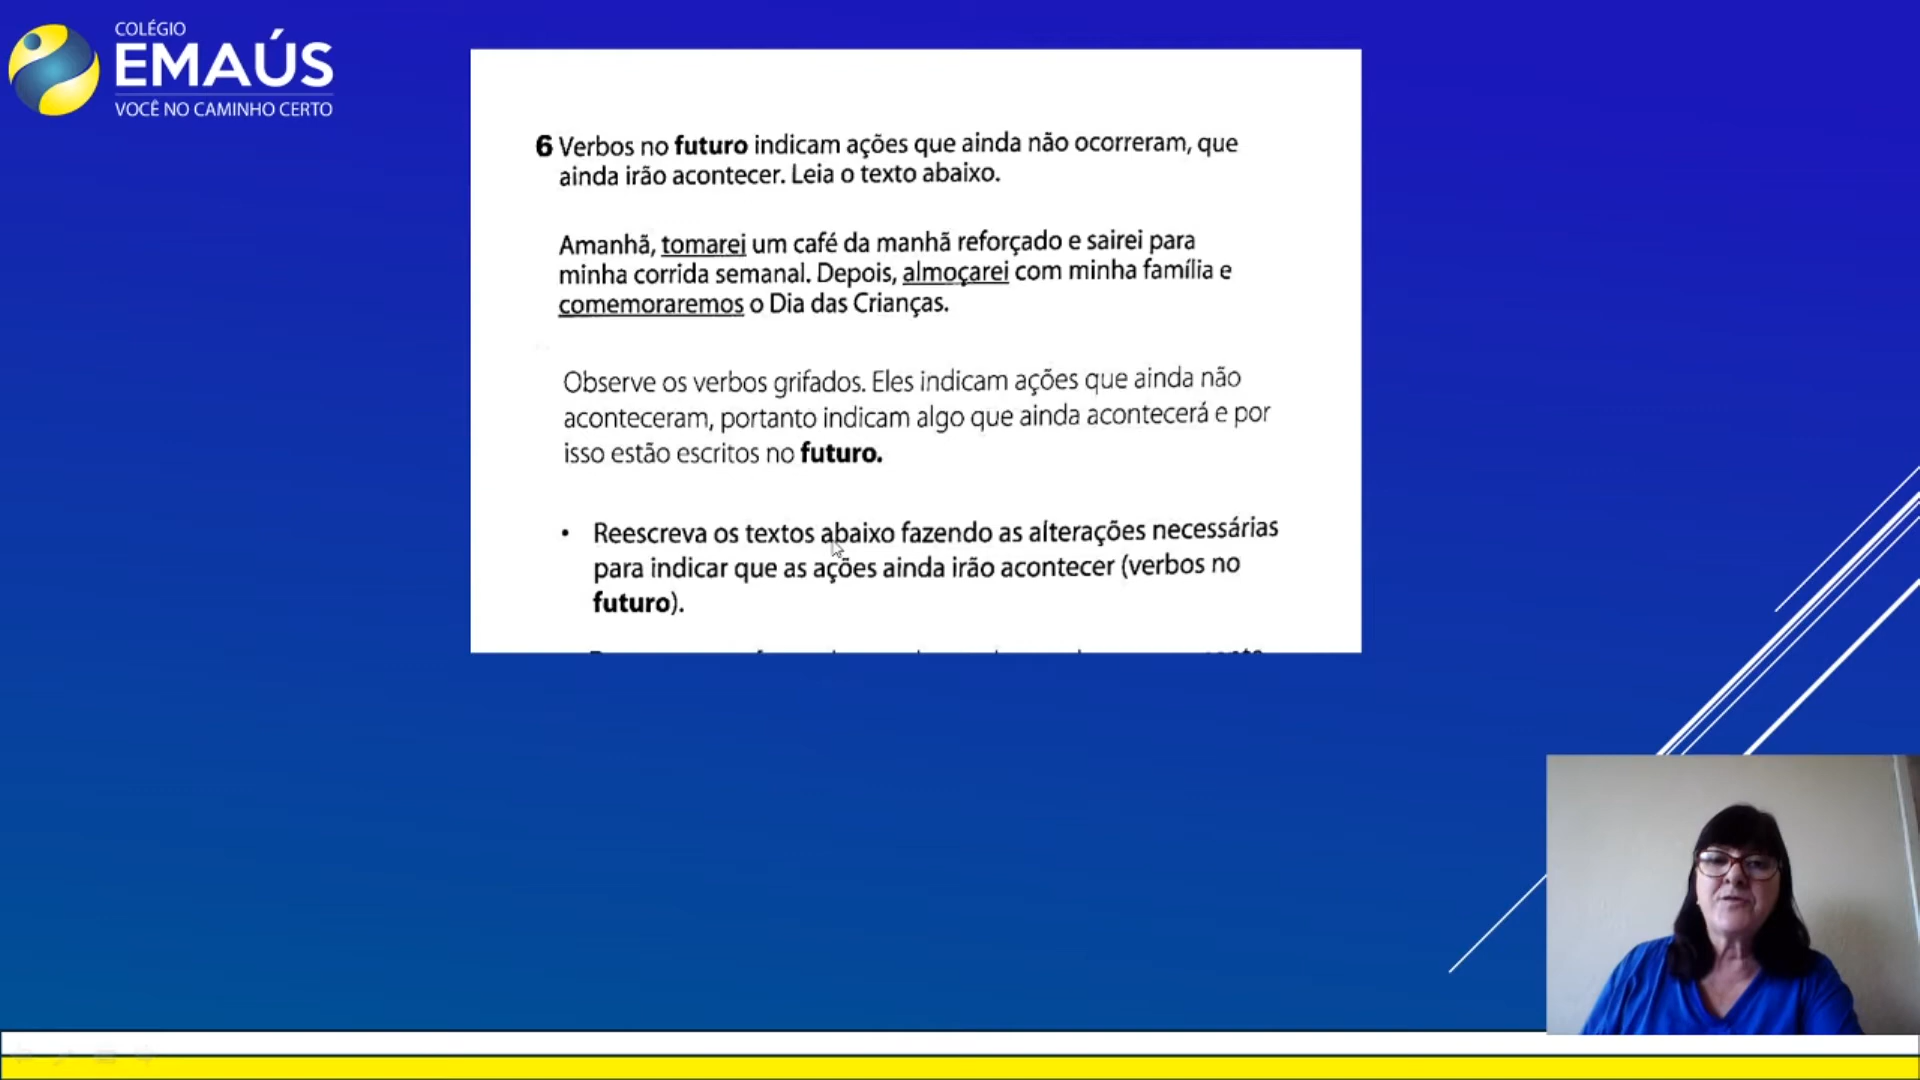 COLÉGIO
EMAÚS
VOCÊ NO CAMINHO CERTO
6 Verbos no futuro indicam ações que ainda não ocorreram, que
ainda irão acontecer. Leia o texto abaixo.
Amanhã, tomarei um café da manhã reforçado e sairei para
minha corrida semanal. Depois, almoçarei com minha família e
comemoraremos o Dia das Crianças.
Observe os verbos grifados. Eles indicam ações que ainda não
aconteceram, portanto indicam algo que ainda acontecerá e por
isso estão escritos no futuro.
• Reescreva os textos abaixo fazendo as alterações necessárias
para indicar que as ações ainda irão acontecer (verbos no
futuro).